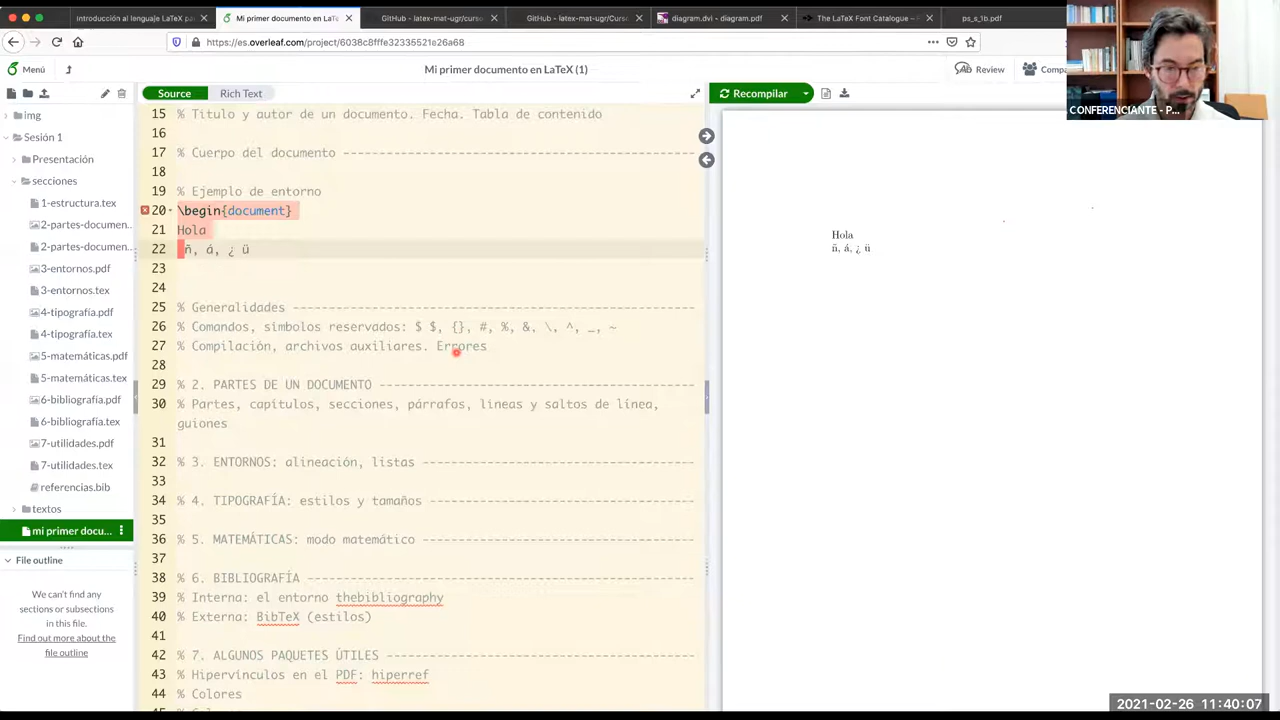 Introducción al lenguaje LaTeX pa
Mi primer documento en LaTe
GitHub - latex-mat-ugr/curso
GitHub - latex-mat-ugr/Curso
diagram.dvi - diagram.pdf
The LaTeX Font Catalogue – F
ps_s_1b.pdf
https://es.overleaf.com/project/6038c8fffe32336521e26a68
Menú
Mi primer documento en LaTeX (1)
Review
Compa
Source
Rich Text
Recompilar
img
Sesión 1
Presentación
secciones
1-estructura.tex
2-partes-documen...
2-partes-documen...
3-entornos.pdf
3-entornos.tex
4-tipografía.pdf
4-tipografía.tex
5-matemáticas.pdf
5-matemáticas.tex
6-bibliografía.pdf
6-bibliografía.tex
7-utilidades.pdf
7-utilidades.tex
referencias.bib
textos
mi primer docu...
File outline
We can't find any
sections or subsections
in this file.
Find out more about the
file outline
15 % Título y autor de un documento. Fecha. Tabla de contenido
16
17 % Cuerpo del documento -------------------------------------------------
18
19 % Ejemplo de entorno
20 \begin{document}
21 Hola
22 ñ, á, ¿ ü
23
24
25 % Generalidades --------------------------------------------------------
26 % Comandos, símbolos reservados: $ $, {}, #, %, &, \, ^, _, ~
27 % Compilación, archivos auxiliares. Errores
28
29 % 2. PARTES DE UN DOCUMENTO --------------------------------------------
30 % Partes, capítulos, secciones, párrafos, líneas y saltos de línea,
guiones
31
32 % 3. ENTORNOS: alineación, listas --------------------------------------
33
34 % 4. TIPOGRAFÍA: estilos y tamaños -------------------------------------
35
36 % 5. MATEMÁTICAS: modo matemático --------------------------------------
37
38 % 6. BIBLIOGRAFÍA ------------------------------------------------------
39 % Interna: el entorno thebibliography
40 % Externa: BibTeX (estilos)
41
42 % 7. ALGUNOS PAQUETES ÚTILES -------------------------------------------
43 % Hipervínculos en el PDF: hiperref
44 % Colores
Hola
ñ, á, ¿ ü
CONFERENCIANTE - P...
2021-02-26 11:40:07